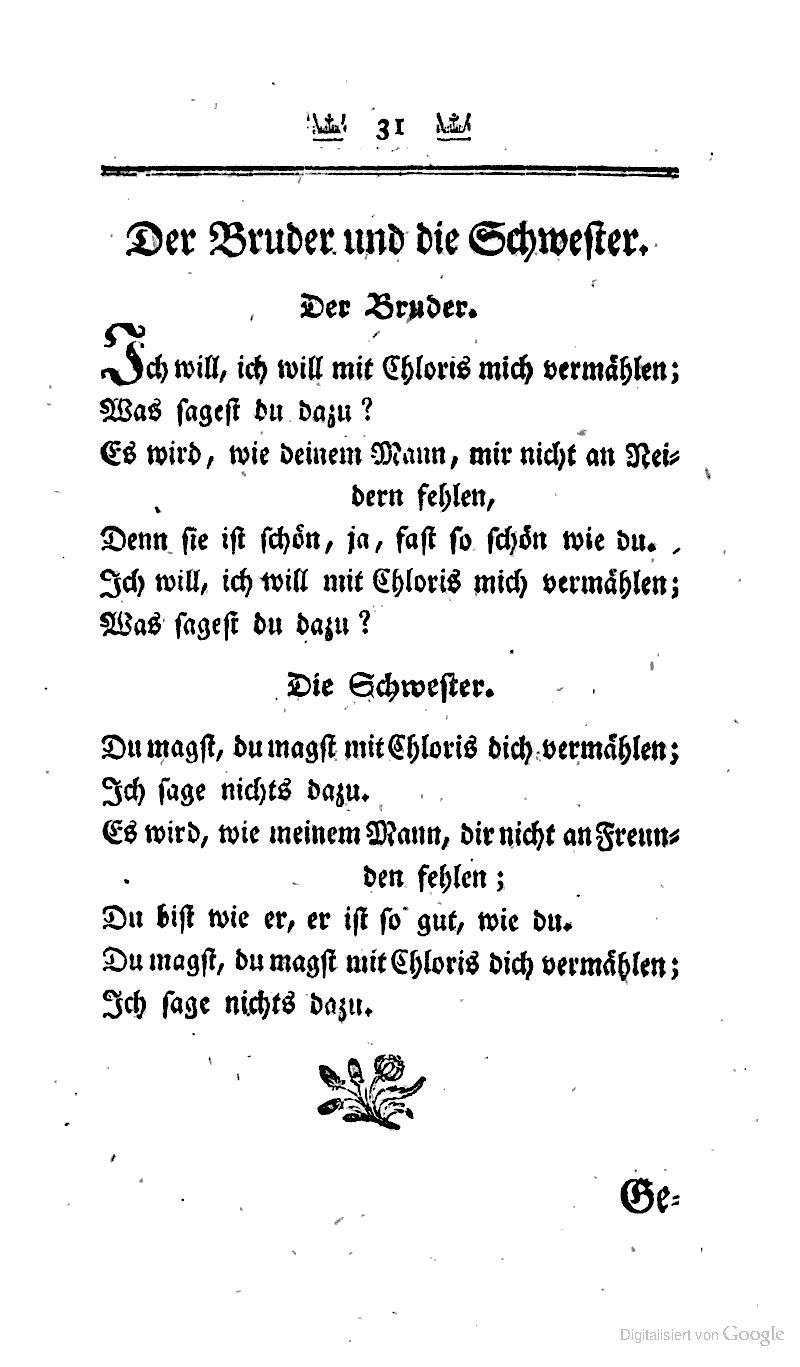 31
Der Bruder und die Schwester.
Der Bruder.
Ich will, ich will mit Chloris mich vermählen;
Was sagest du dazu?
Es wird, wie deinem Mann, mir nicht an Nei-
dern fehlen,
Denn sie ist schön, ja, fast so schön wie du.
Ich will, ich will mit Chloris mich vermählen;
Was sagest du dazu?
Die Schwester.
Du magst, du magst mit Chloris dich vermählen;
Ich sage nichts dazu.
Es wird, wie meinem Mann, dir nicht an Freun-
den fehlen;
Du bist wie er, er ist so gut, wie du.
Du magst, du magst mit Chloris dich vermählen;
Ich sage nichts dazu.
Ge-
Digitalisiert von Google